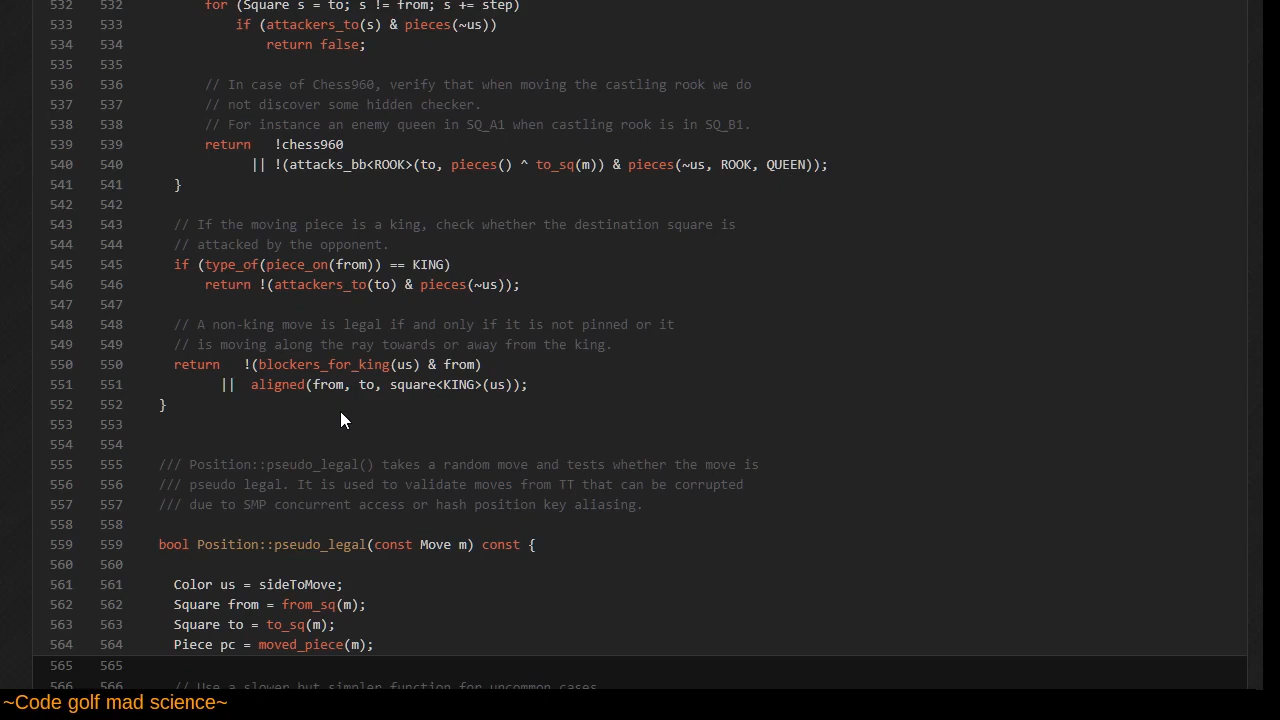 532 532 for (Square s = to; s != from; s += step)
533 533 if (attackers_to(s) & pieces(~us))
534 534 return false;
535 535
536 536 // In case of Chess960, verify that when moving the castling rook we do
537 537 // not discover some hidden checker.
538 538 // For instance an enemy queen in SQ_A1 when castling rook is in SQ_B1.
539 539 return !chess960
540 540 || !(attacks_bb<ROOK>(to, pieces() ^ to_sq(m)) & pieces(~us, ROOK, QUEEN));
541 541 }
542 542
543 543 // If the moving piece is a king, check whether the destination square is
544 544 // attacked by the opponent.
545 545 if (type_of(piece_on(from)) == KING)
546 546 return !(attackers_to(to) & pieces(~us));
547 547
548 548 // A non-king move is legal if and only if it is not pinned or it
549 549 // is moving along the ray towards or away from the king.
550 550 return !(blockers_for_king(us) & from)
551 551 || aligned(from, to, square<KING>(us));
552 552 }
553 553
554 554
555 555 /// Position::pseudo_legal() takes a random move and tests whether the move is
556 556 /// pseudo legal. It is used to validate moves from TT that can be corrupted
557 557 /// due to SMP concurrent access or hash position key aliasing.
558 558
559 559 bool Position::pseudo_legal(const Move m) const {
560 560
561 561 Color us = sideToMove;
562 562 Square from = from_sq(m);
563 563 Square to = to_sq(m);
564 564 Piece pc = moved_piece(m);
565 565
566 566 // Use a slower but simpler function for uncommon cases
~Code golf mad science~